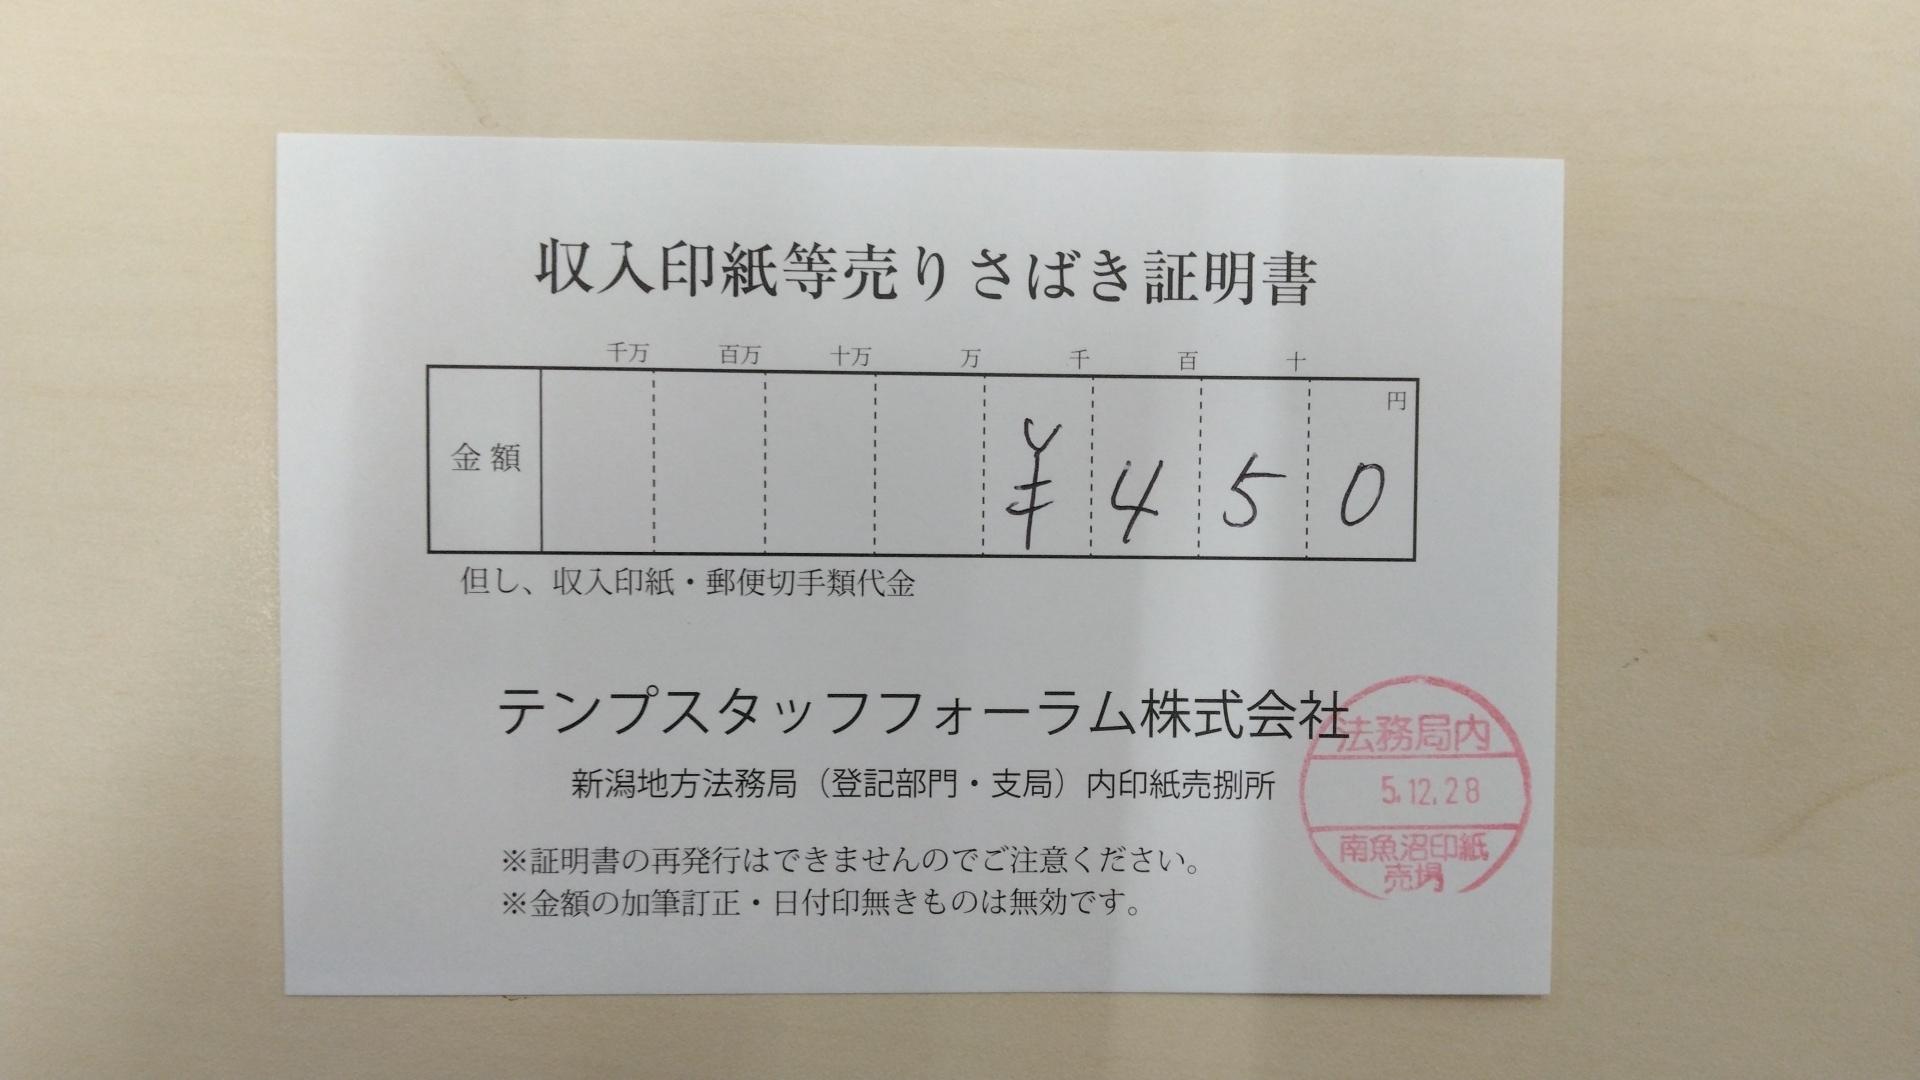 収入印紙等売りさばき証明書
千万 百万 十万 万 千 百 十
円
金額 ¥ 4 5 0
但し、収入印紙・郵便切手類代金
テンプスタッフフォーラム株式会社
新潟地方法務局（登記部門・支局）内印紙売捌所
法務局内
5.12.28
南魚沼印紙
売場
※証明書の再発行はできませんのでご注意ください。
※金額の加筆訂正・日付印無きものは無効です。